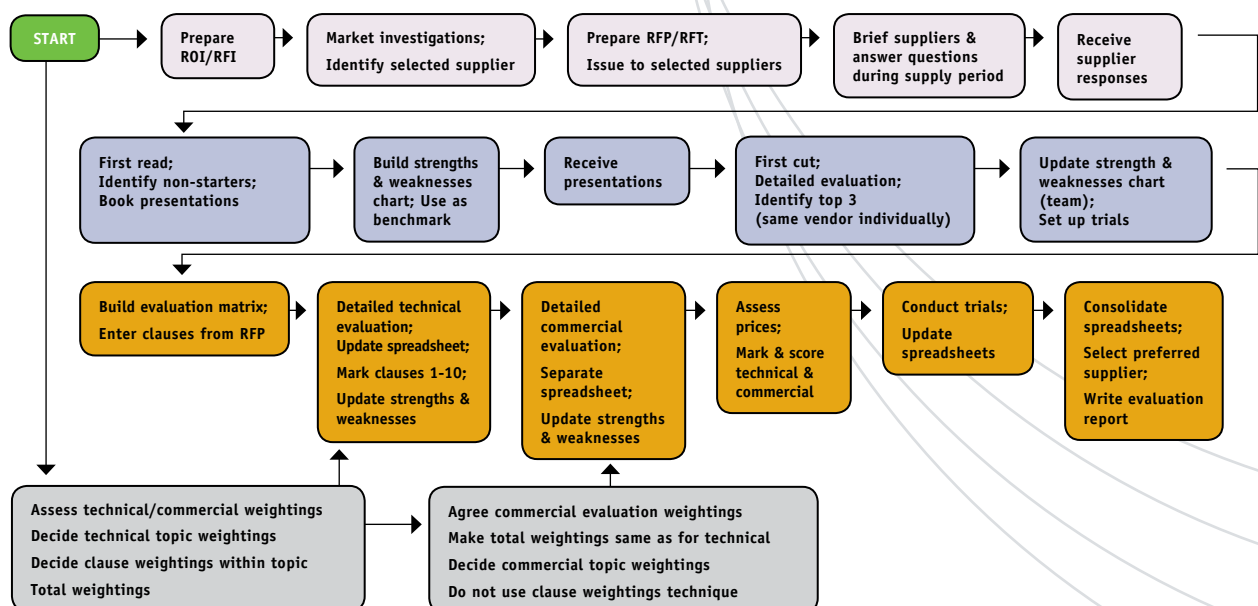 START
Prepare
ROI/RFI
Market investigations;
Identify selected supplier
Prepare RFP/RFT;
Issue to selected suppliers
Brief suppliers &
answer questions
during supply period
Receive
supplier
responses
First read;
Identify non-starters;
Book presentations
Build strengths
& weaknesses
chart; Use as
benchmark
Receive
presentations
First cut;
Detailed evaluation;
Identify top 3
(same vendor individually)
Update strength &
weaknesses chart
(team);
Set up trials
Build evaluation matrix;
Enter clauses from RFP
Detailed technical
evaluation;
Update spreadsheet;
Mark clauses 1-10;
Update strengths &
weaknesses
Detailed
commercial
evaluation;
Separate
spreadsheet;
Update strengths
& weaknesses
Assess
prices;
Mark & score
technical &
commercial
Conduct trials;
Update
spreadsheets
Consolidate
spreadsheets;
Select preferred
supplier;
Write evaluation
report
Assess technical/commercial weightings
Decide technical topic weightings
Decide clause weightings within topic
Total weightings
Agree commercial evaluation weightings
Make total weightings same as for technical
Decide commercial topic weightings
Do not use clause weightings technique